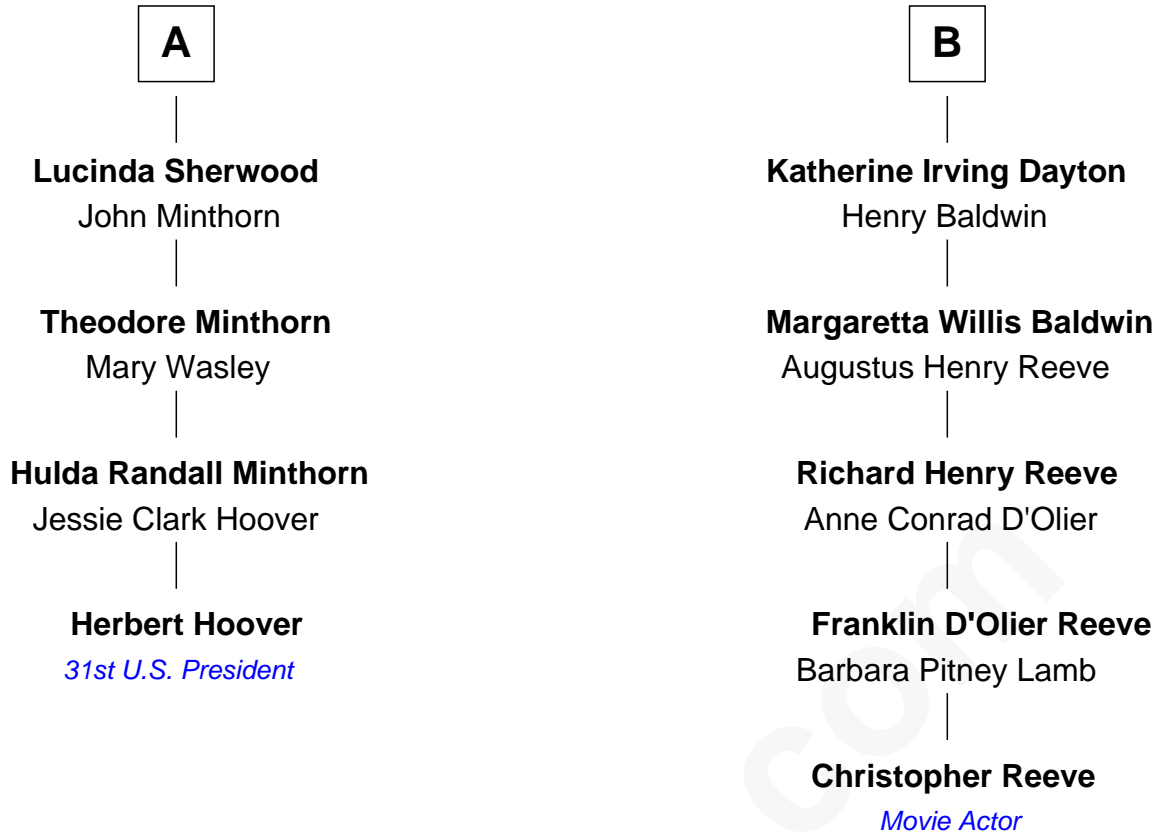 A
Lucinda Sherwood
John Minthorn
Theodore Minthorn
Mary Wasley
Hulda Randall Minthorn
Jessie Clark Hoover
Herbert Hoover
31st U.S. President
B
Katherine Irving Dayton
Henry Baldwin
Margaretta Willis Baldwin
Augustus Henry Reeve
Richard Henry Reeve
Anne Conrad D'Olier
Franklin D'Olier Reeve
Barbara Pitney Lamb
Christopher Reeve
Movie Actor
com